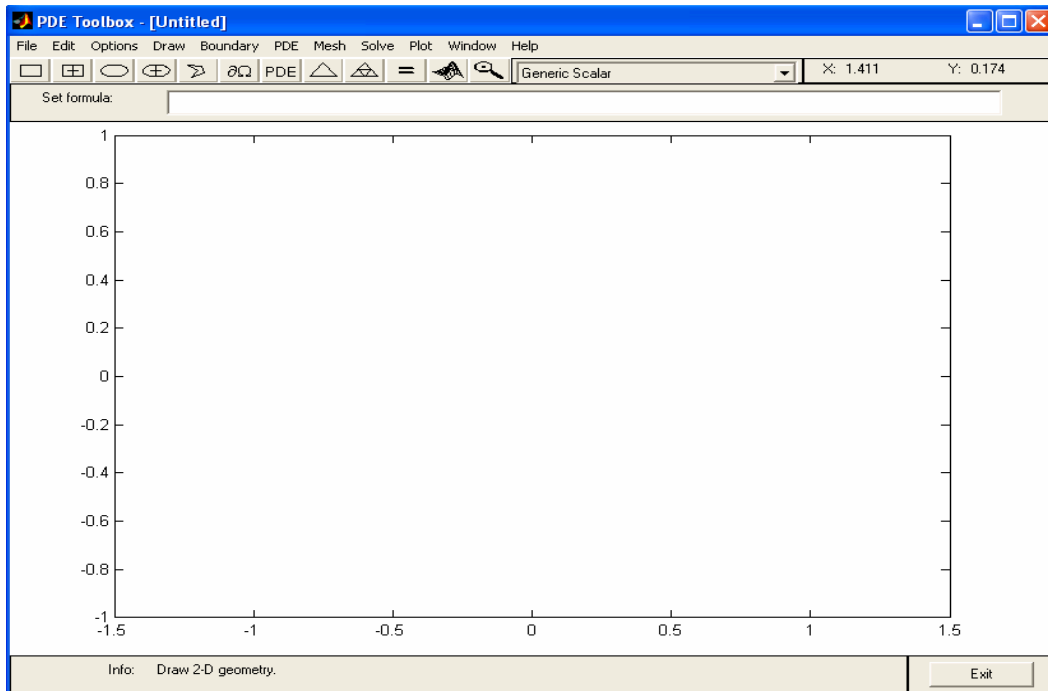 PDE Toolbox - [Untitled]
File Edit Options Draw Boundary PDE Mesh Solve Plot Window Help
∂Ω PDE = Generic Scalar X: 1.411 Y: 0.174
Set formula:
1
0.8
0.6
0.4
0.2
0
-0.2
-0.4
-0.6
-0.8
-1
-1.5 -1 -0.5 0 0.5 1 1.5
Info: Draw 2-D geometry. Exit